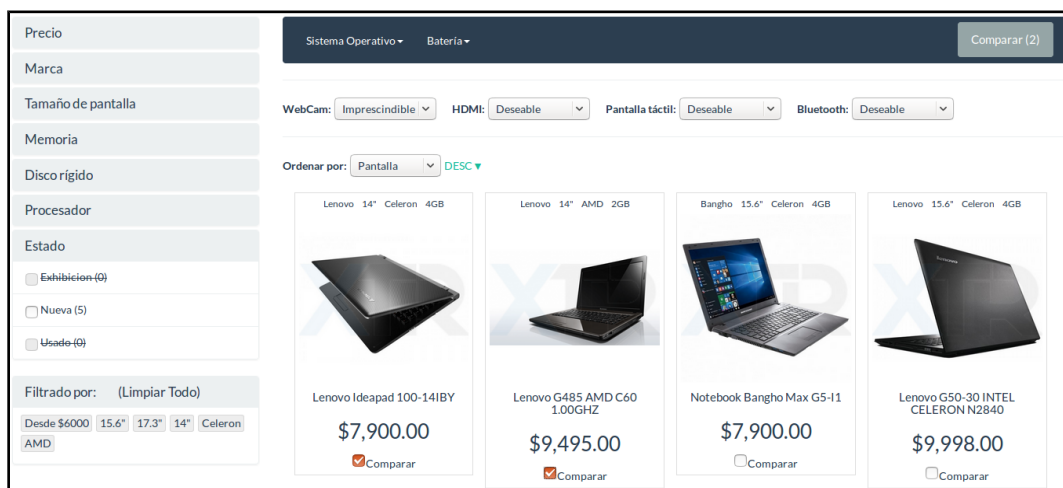 Precio
Marca
Tamaño de pantalla
Memoria
Disco rígido
Procesador
Estado
Exhibicion (0)
Nueva (5)
Usado (0)
Filtrado por: (Limpiar Todo)
Desde $6000 15.6" 17.3" 14" Celeron
AMD
Sistema Operativo Batería Comparar (2)
WebCam: Imprescindible HDMI: Deseable Pantalla táctil: Deseable Bluetooth: Deseable
Ordenar por: Pantalla DESC ▼
Lenovo 14" Celeron 4GB
Lenovo Ideapad 100-14IBY
$7,900.00
Comparar
Lenovo 14" AMD 2GB
Lenovo G485 AMD C60
1.00GHZ
$9,495.00
Comparar
Bangho 15.6" Celeron 4GB
Notebook Bangho Max G5-I1
$7,900.00
Comparar
Lenovo 15.6" Celeron 4GB
Lenovo G50-30 INTEL
CELERON N2840
$9,998.00
Comparar